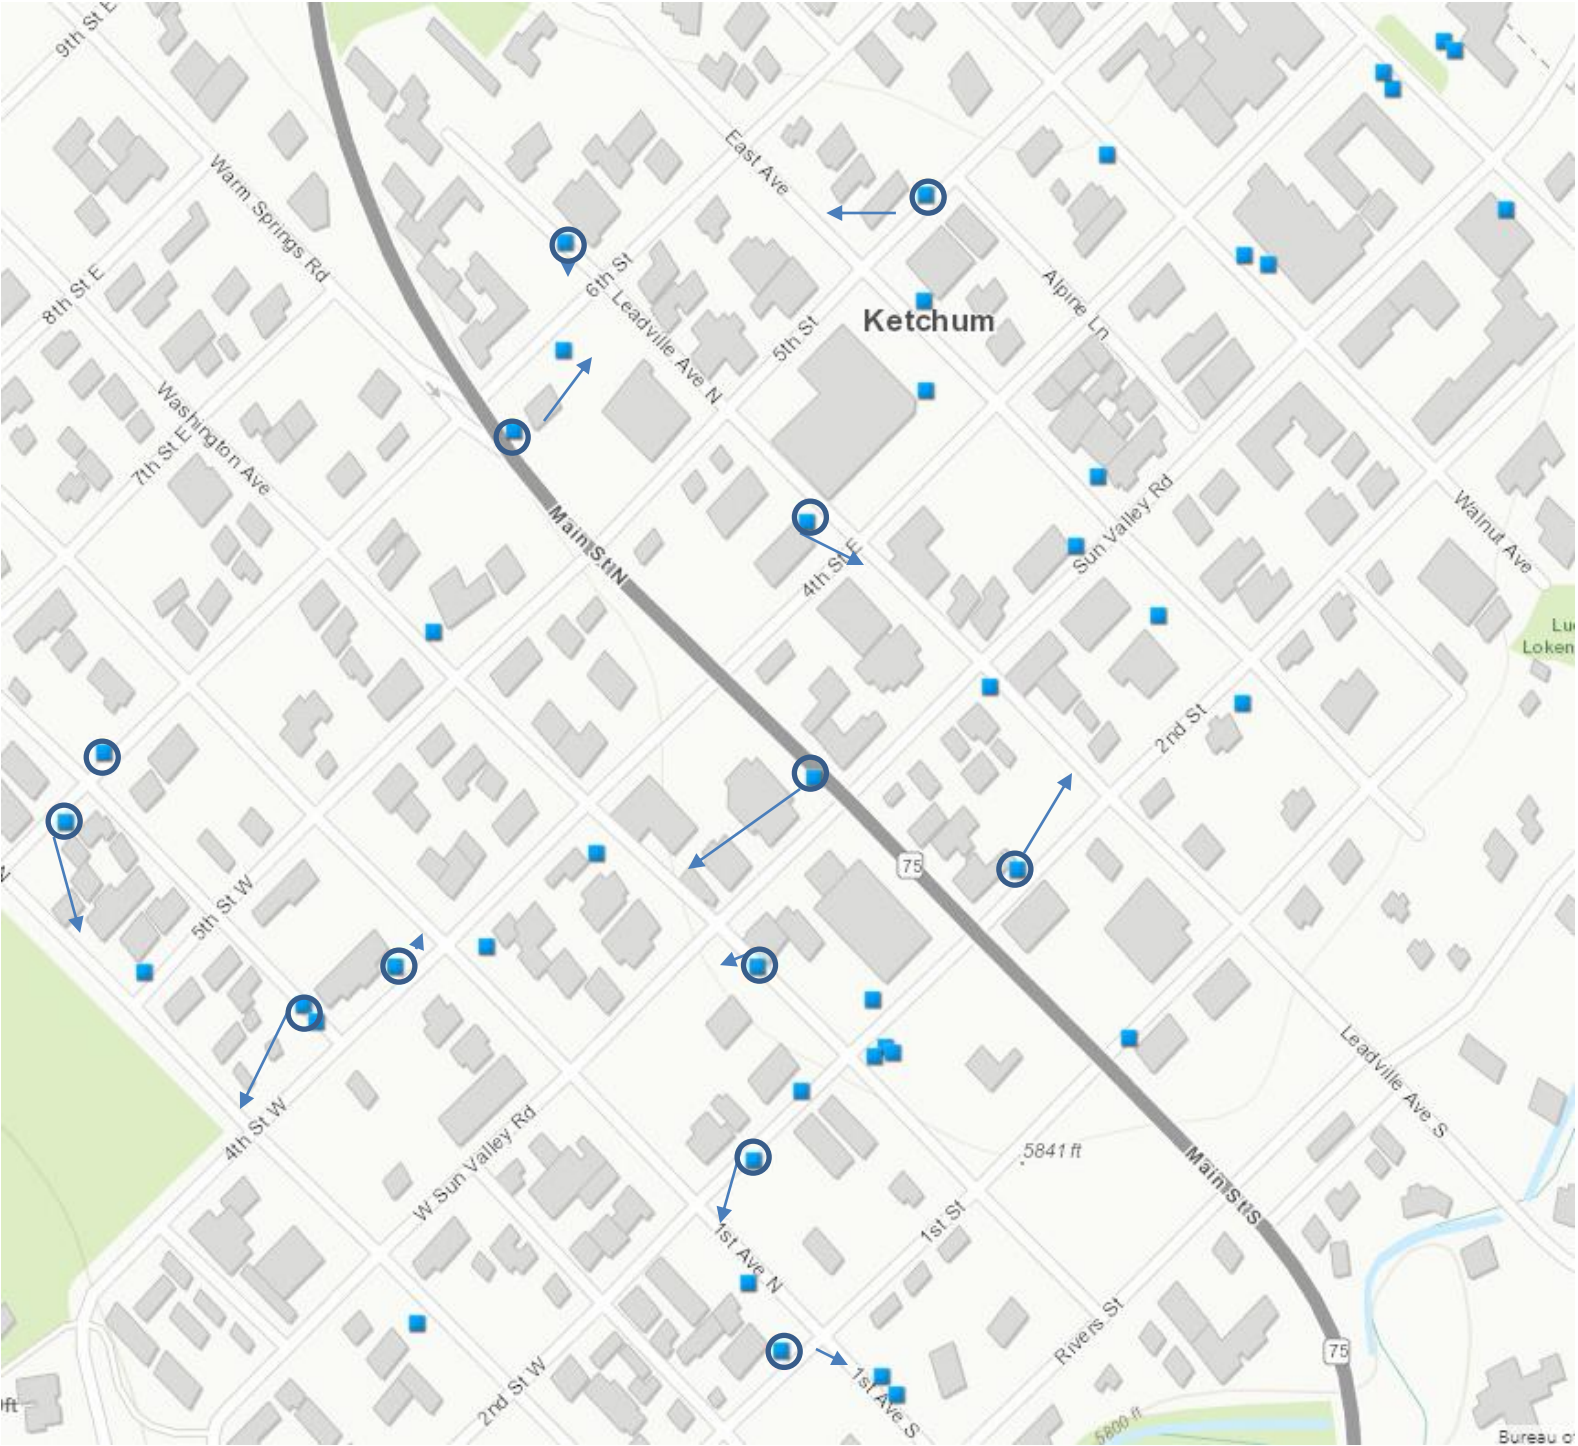 9th St E
East Ave
Warm Springs Rd
8th St E
6th St
Alpine Ln
Ketchum
5th St
Leadville Ave N
Washington Ave
7th St E
Main St N
Sun Valley Rd
Walnut Ave
4th St E
Lu
Loken
2nd St
75
5th St W
Leadville Ave S
4th St W
W Sun Valley Rd
5841 ft
Main St S
1st Ave N
1st St
Rivers St
75
2nd St W
1st Ave S
ft
5800 ft
Bureau o